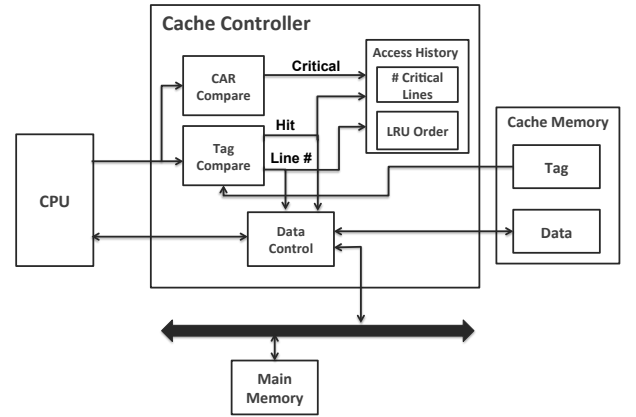 Cache Controller
CAR
Compare
Critical
Access History
# Critical
Lines
LRU Order
Tag
Compare
Hit
Line #
CPU
Data
Control
Cache Memory
Tag
Data
Main
Memory